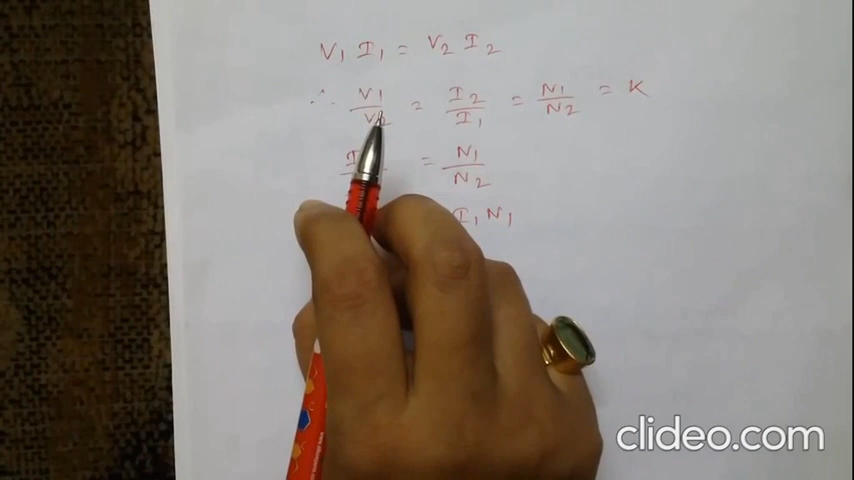 V1 I1 = V2 I2
∴ V1/V2 = I2/I1 = N1/N2 = K
= N1/N2
I1 N1
clideo.com